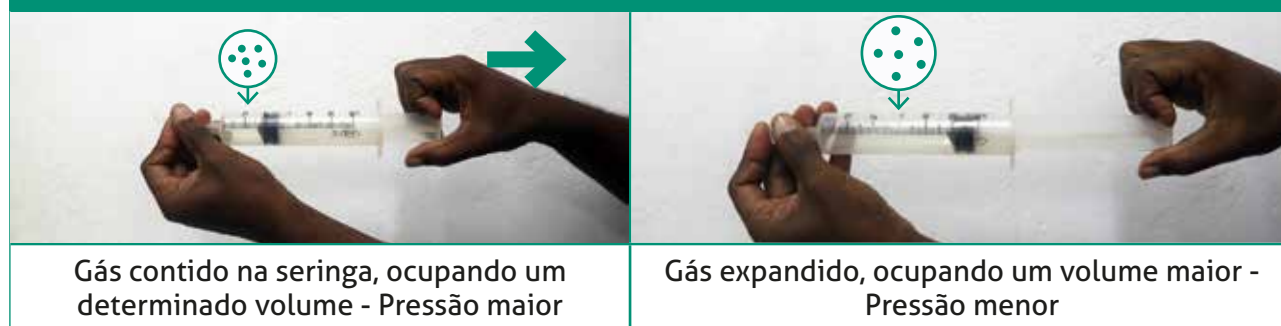 Gás contido na seringa, ocupando um
determinado volume - Pressão maior
Gás expandido, ocupando um volume maior -
Pressão menor